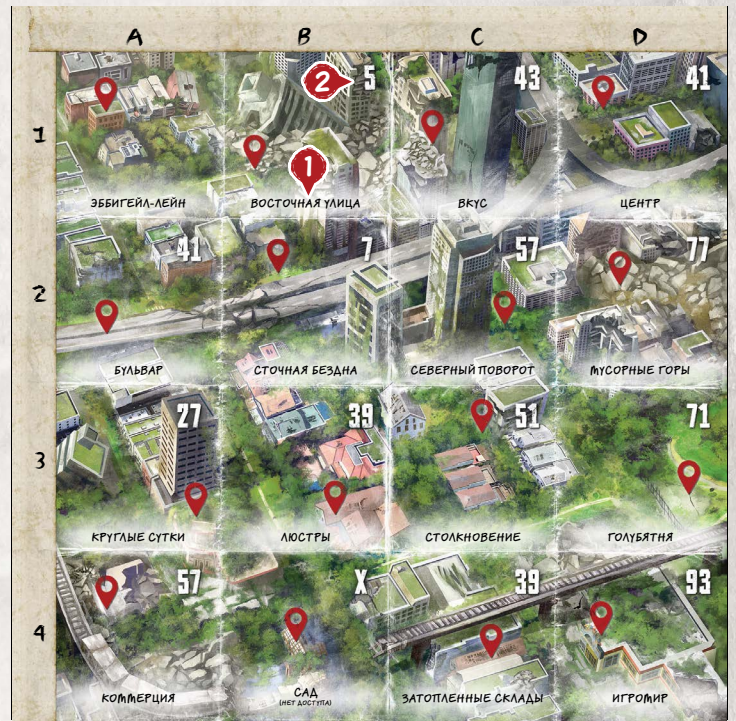 A B C D
1
2 5 43 41
1
ЭББИГЕЙЛ-ЛЕЙН ВОСТОЧНАЯ УЛИЦА ВКУС ЦЕНТР
41 7 57 77
2
БУЛЬВАР СТОЧНАЯ БЕЗДНА СЕВЕРНЫЙ ПОВОРОТ МУСОРНЫЕ ГОРЫ
27 39 51 71
3
КРУГЛЫЕ СУТКИ ЛЮСТРЫ СТОЛКНОВЕНИЕ ГОЛУБЯТНЯ
57 X 39 93
4
КОММЕРЦИЯ САД ЗАТОПЛЕННЫЕ СКЛАДЫ ИГРОМИР
(НЕТ ДОСТУПА)